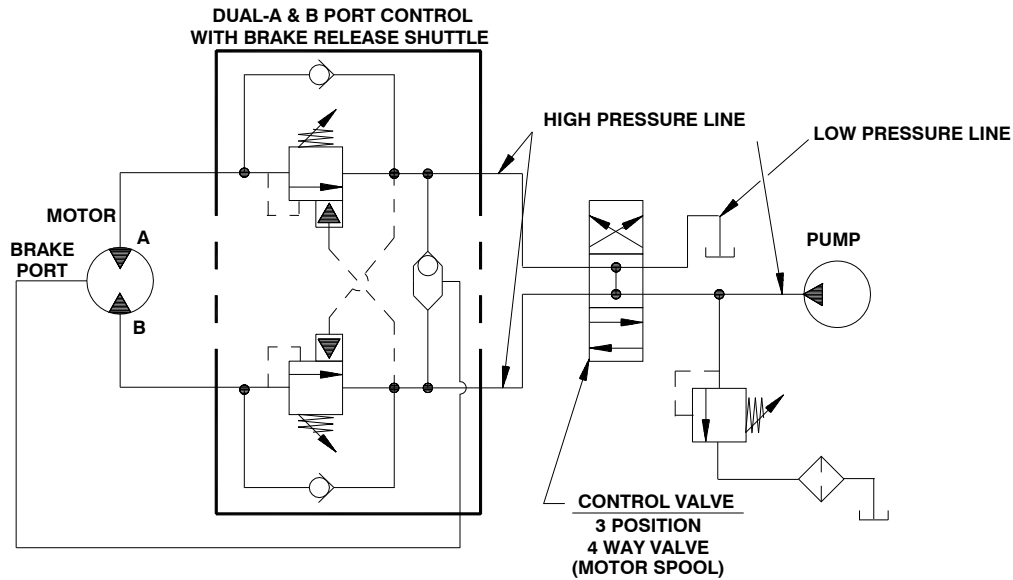 DUAL-A & B PORT CONTROL
WITH BRAKE RELEASE SHUTTLE
HIGH PRESSURE LINE
LOW PRESSURE LINE
MOTOR
A
BRAKE
PORT
B
PUMP
CONTROL VALVE
3 POSITION
4 WAY VALVE
(MOTOR SPOOL)